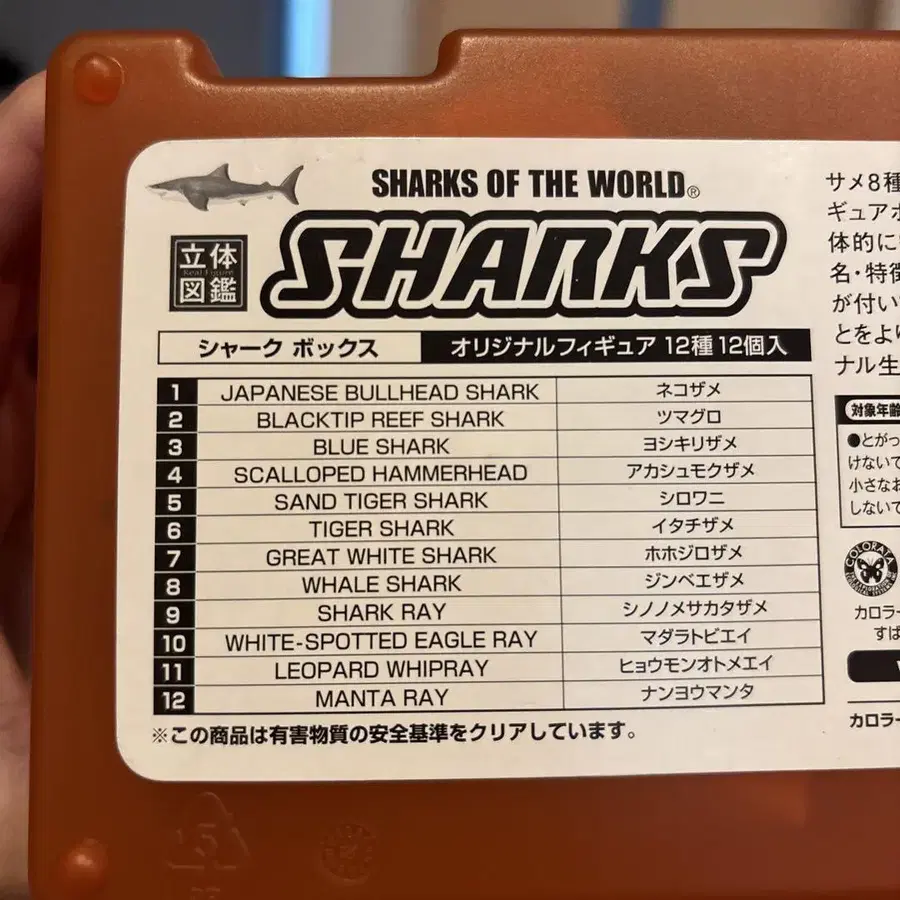 SHARKS OF THE WORLD®
立体図鑑
Real Figure
SHARKS
シャーク ボックス
オリジナルフィギュア 12種 12個入
1 JAPANESE BULLHEAD SHARK ネコザメ
2 BLACKTIP REEF SHARK ツマグロ
3 BLUE SHARK ヨシキリザメ
4 SCALLOPED HAMMERHEAD アカシュモクザメ
5 SAND TIGER SHARK シロワニ
6 TIGER SHARK イタチザメ
7 GREAT WHITE SHARK ホホジロザメ
8 WHALE SHARK ジンベエザメ
9 SHARK RAY シノノメサカタザメ
10 WHITE-SPOTTED EAGLE RAY マダラトビエイ
11 LEOPARD WHIPRAY ヒョウモンオトメエイ
12 MANTA RAY ナンヨウマンタ
※この商品は有害物質の安全基準をクリアしています。
サメ8種
ギュアボ
体的に
名・特徴
が付い
とをより
ナル生
対象年齢
●とがっ
けないで
小さなお
しないで
COLORATA
カロラー
すば
カロラー
5